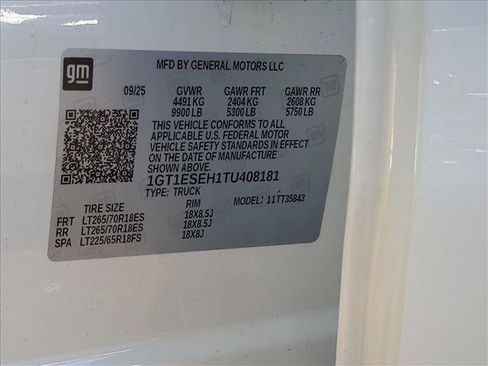 gm
MFD BY GENERAL MOTORS LLC
09/25 GVWR GAWR FRT GAWR RR
4491 KG 2404 KG 2608 KG
9900 LB 5300 LB 5750 LB
THIS VEHICLE CONFORMS TO ALL
APPLICABLE U.S. FEDERAL MOTOR
VEHICLE SAFETY STANDARDS IN EFFECT
ON THE DATE OF MANUFACTURE
SHOWN ABOVE.
1GT1ESEH1TU408181
TYPE: TRUCK MODEL: 11TT35843
TIRE SIZE RIM
FRT LT265/70R18ES 18X8.5J
RR LT265/70R18ES 18X8.5J
SPA LT225/65R18FS 18X8J